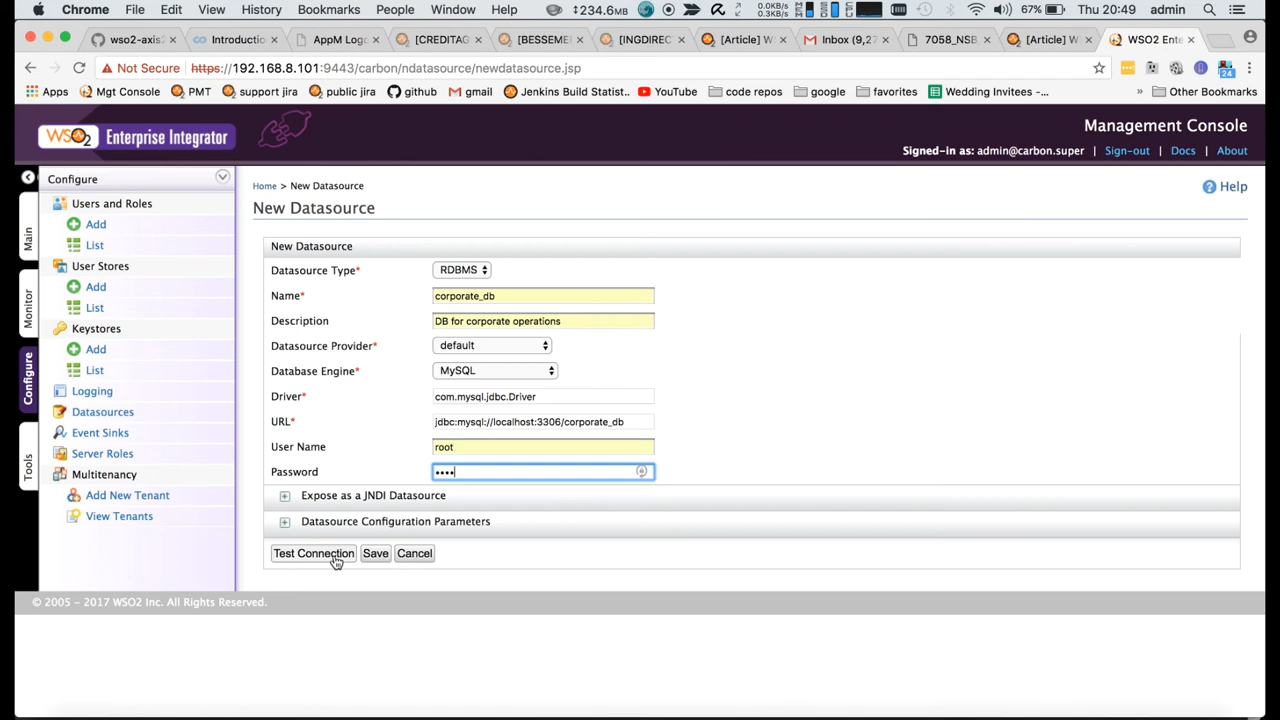 Chrome File Edit View History Bookmarks People Window Help 234.6M 0.0KB/s 0.3KB/s 67% Thu 20:49 admin
wso2-axis2 Introductio AppM Log [CREDITAG [BESSEME [INGDIREC [Article] W Inbox (9,27 7058_NSB [Article] W WSO2 Ente
Not Secure https://192.168.8.101:9443/carbon/ndatasource/newdatasource.jsp
Apps Mgt Console PMT support jira public jira github gmail Jenkins Build Statist.. YouTube code repos google favorites Wedding Invitees –... » Other Bookmarks
24
WSO2 Enterprise Integrator
Management Console
Signed-in as: admin@carbon.super | Sign-out | Docs | About
Main
Monitor
Configure
Tools
Configure
Users and Roles
Add
List
User Stores
Add
List
Keystores
Add
List
Logging
Datasources
Event Sinks
Server Roles
Multitenancy
Add New Tenant
View Tenants
Home > New Datasource
Help
New Datasource
New Datasource
Datasource Type* RDBMS
Name* corporate_db
Description DB for corporate operations
Datasource Provider* default
Database Engine* MySQL
Driver* com.mysql.jdbc.Driver
URL* jdbc:mysql://localhost:3306/corporate_db
User Name root
Password ••••
Expose as a JNDI Datasource
Datasource Configuration Parameters
Test Connection Save Cancel
© 2005 – 2017 WSO2 Inc. All Rights Reserved.